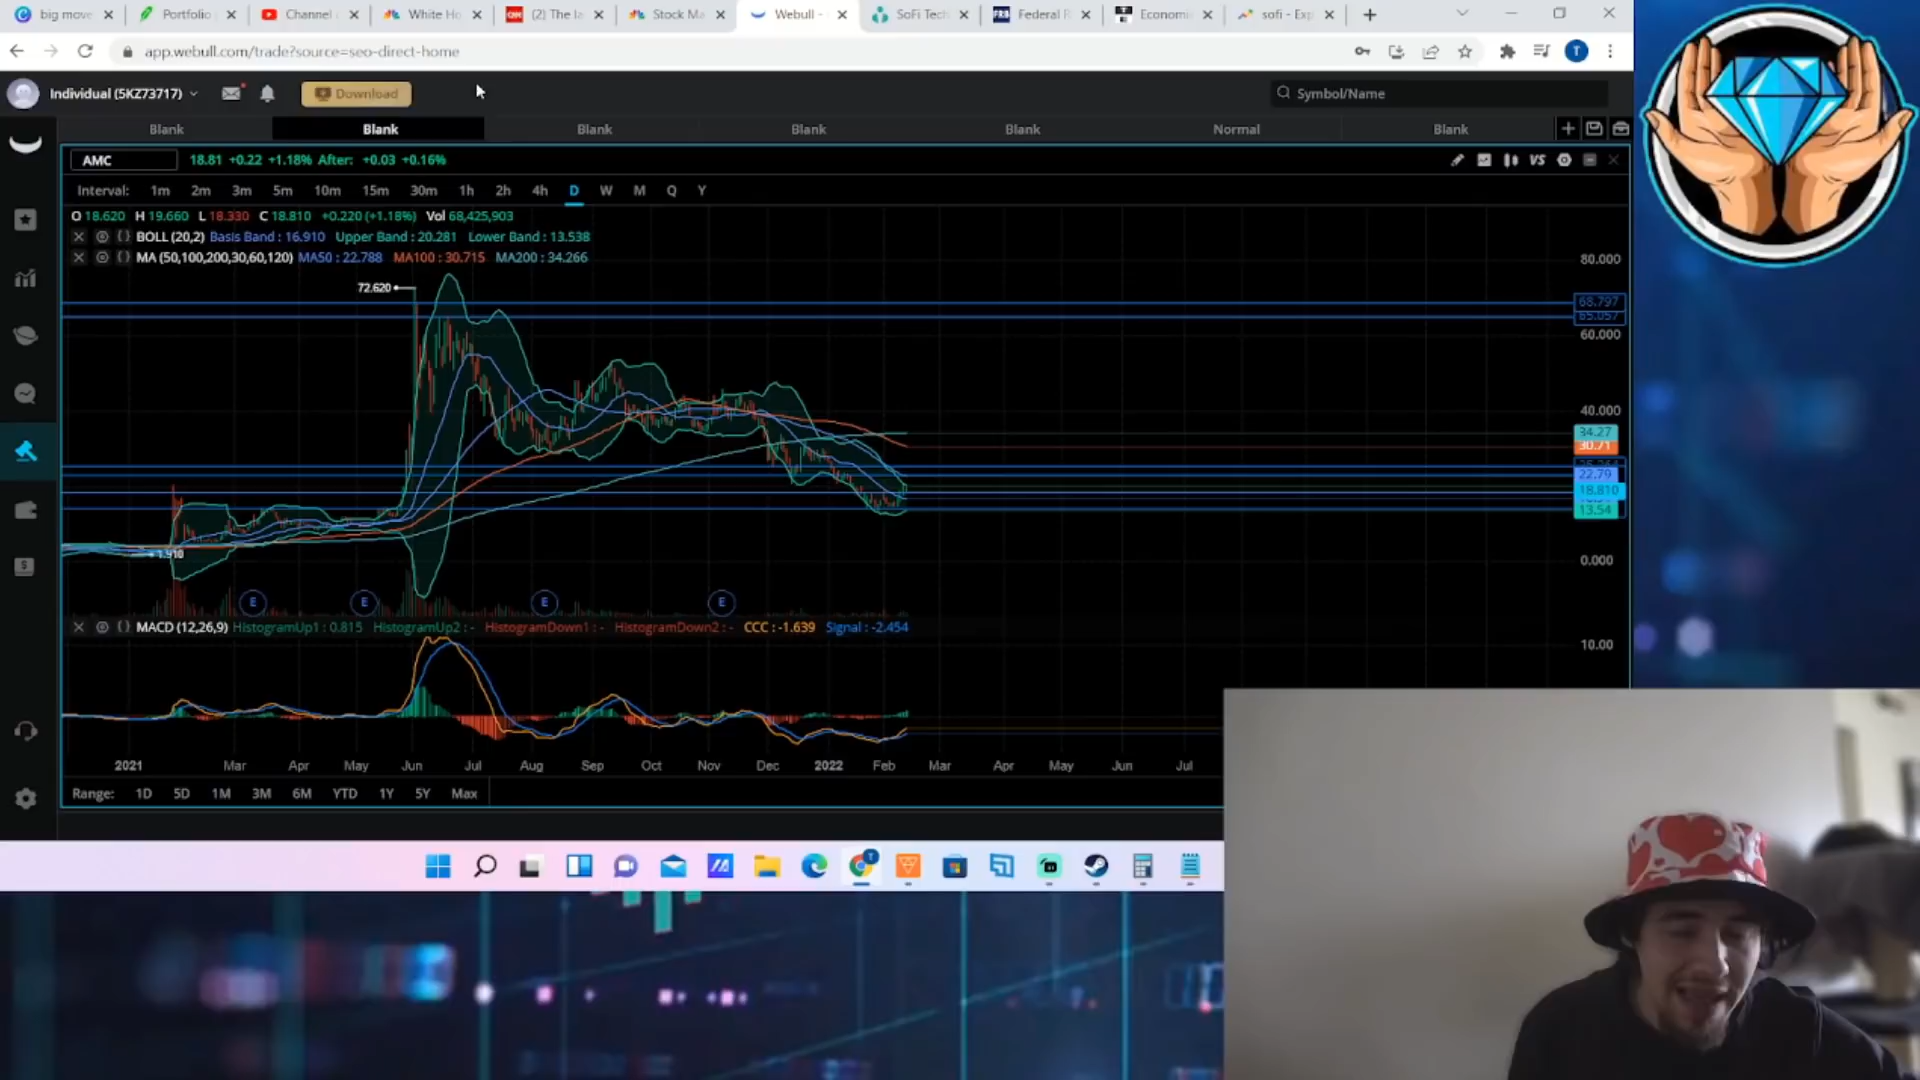 big move
Portfolio
Channel
White Ho
CNN
(2) The la
Stock Ma
Webull -
SoFi Tech
FRB
Federal R
Economi
sofi - Exp
app.webull.com/trade?source=seo-direct-home
T
Individual (5KZ73717)
Download
Symbol/Name
Blank
Blank
Blank
Blank
Blank
Normal
Blank
AMC
18.81 +0.22 +1.18% After: +0.03 +0.16%
VS
Interval: 1m 2m 3m 5m 10m 15m 30m 1h 2h 4h D W M Q Y
O 18.620 H 19.660 L 18.330 C 18.810 +0.220 (+1.18%) Vol 68,425,903
BOLL (20,2) Basis Band : 16.910 Upper Band : 20.281 Lower Band : 13.538
MA (50,100,200,30,60,120) MA50 : 22.788 MA100 : 30.715 MA200 : 34.266
80.000
72.620
68.797
65.057
60.000
40.000
34.27
30.71
22.79
18.810
13.54
1.910
0.000
E
E
E
E
MACD (12,26,9) HistogramUp1 : 0.815 HistogramUp2 : - HistogramDown1 : - HistogramDown2 : - CCC : -1.639 Signal : -2.454
10.00
2021 Mar Apr May Jun Jul Aug Sep Oct Nov Dec 2022 Feb Mar Apr May Jun Jul
Range: 1D 5D 1M 3M 6M YTD 1Y 5Y Max
T